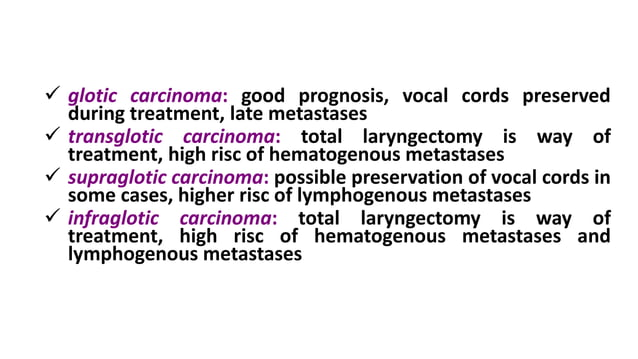 ✓ glotic carcinoma: good prognosis, vocal cords preserved
during treatment, late metastases
✓ transglotic carcinoma: total laryngectomy is way of
treatment, high risc of hematogenous metastases
✓ supraglotic carcinoma: possible preservation of vocal cords in
some cases, higher risc of lymphogenous metastases
✓ infraglotic carcinoma: total laryngectomy is way of
treatment, high risc of hematogenous metastases and
lymphogenous metastases